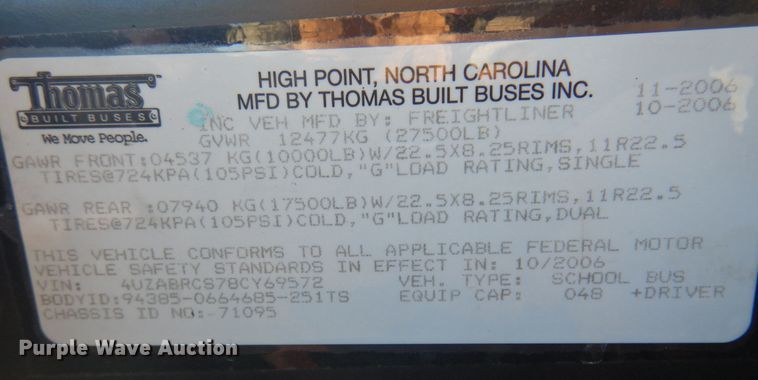 Thomas
BUILT BUSES
We Move People.
HIGH POINT, NORTH CAROLINA
MFD BY THOMAS BUILT BUSES INC. 11-2006
INC VEH MFD BY: FREIGHTLINER 10-2006
GVWR 12477KG (27500LB)
GAWR FRONT:04537 KG(10000LB)W/22.5X8.25RIMS,11R22.5
TIRES@724KPA(105PSI)COLD,"G"LOAD RATING,SINGLE
GAWR REAR :07940 KG(17500LB)W/22.5X8.25RIMS,11R22.5
TIRES@724KPA(105PSI)COLD,"G"LOAD RATING,DUAL
THIS VEHICLE CONFORMS TO ALL APPLICABLE FEDERAL MOTOR
VEHICLE SAFETY STANDARDS IN EFFECT IN: 10/2006
VIN: 4UZABRCS78CY69572 VEH. TYPE: SCHOOL BUS
BODYID:94385-0664685-251TS EQUIP CAP: 048 +DRIVER
CHASSIS ID NO:-71095
Purple Wave Auction